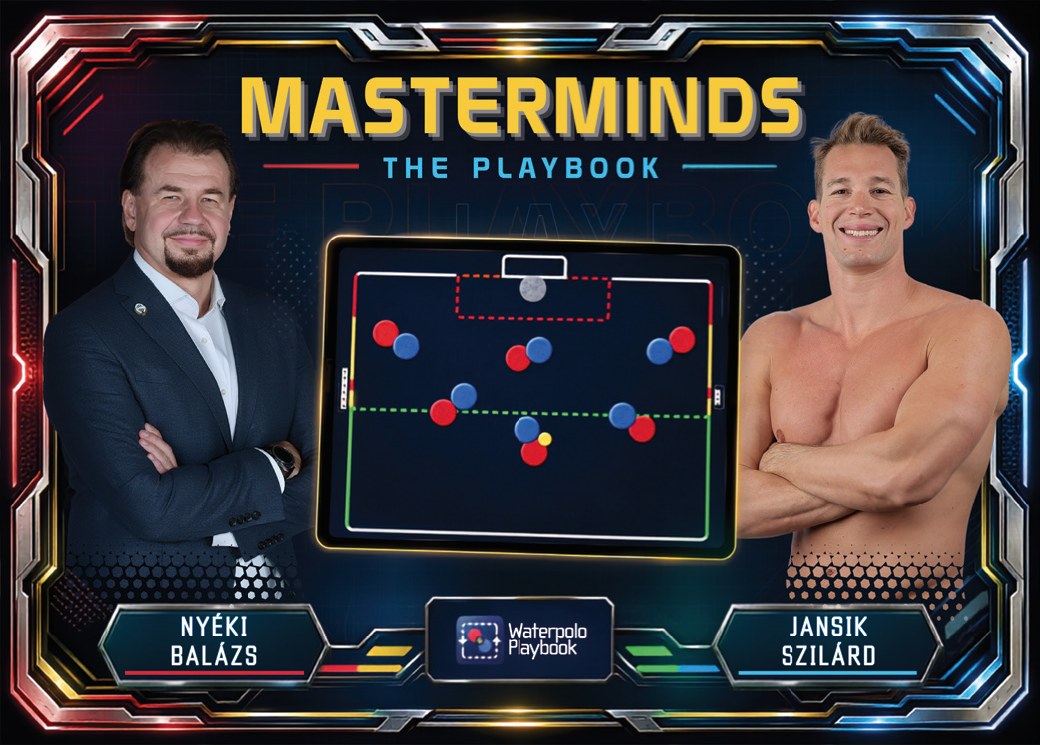 MASTERMINDS
THE PLAYBOOK
NYÉKI
BALÁZS
Waterpolo
Playbook
JANSIK
SZILÁRD